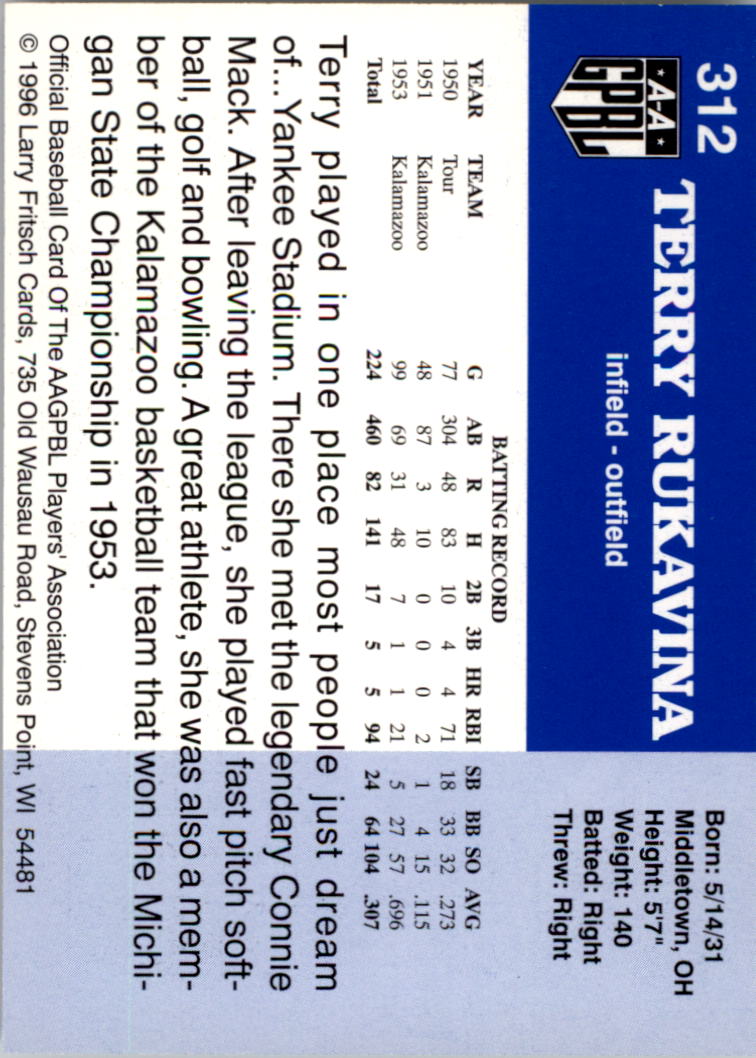 312
A-A
GPBL
TERRY RUKAVINA
infield - outfield
Born: 5/14/31
Middletown, OH
Height: 5'7"
Weight: 140
Batted: Right
Threw: Right
BATTING RECORD
YEAR TEAM G AB R H 2B 3B HR RBI SB BB SO AVG
1950 Tour 77 304 48 83 10 4 4 71 18 33 32 .273
1951 Kalamazoo 48 87 3 10 0 0 0 2 1 4 15 .115
1953 Kalamazoo 99 69 31 48 7 1 1 21 5 27 57 .696
Total 224 460 82 141 17 5 5 94 24 64 104 .307
Terry played in one place most people just dream
of... Yankee Stadium. There she met the legendary Connie
Mack. After leaving the league, she played fast pitch soft-
ball, golf and bowling. A great athlete, she was also a mem-
ber of the Kalamazoo basketball team that won the Michi-
gan State Championship in 1953.
Official Baseball Card Of The AAGPBL Players' Association
© 1996 Larry Fritsch Cards, 735 Old Wausau Road, Stevens Point, WI 54481